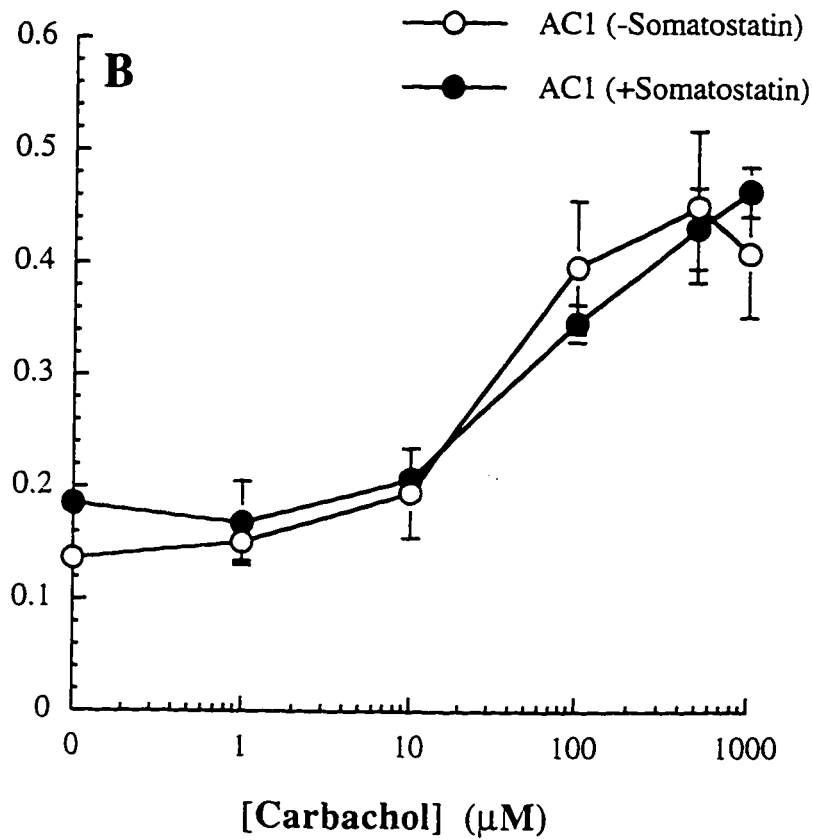 AC1 (-Somatostatin)
AC1 (+Somatostatin)
B
0.6
0.5
0.4
0.3
0.2
0.1
0
0 1 10 100 1000
[Carbachol] (μM)